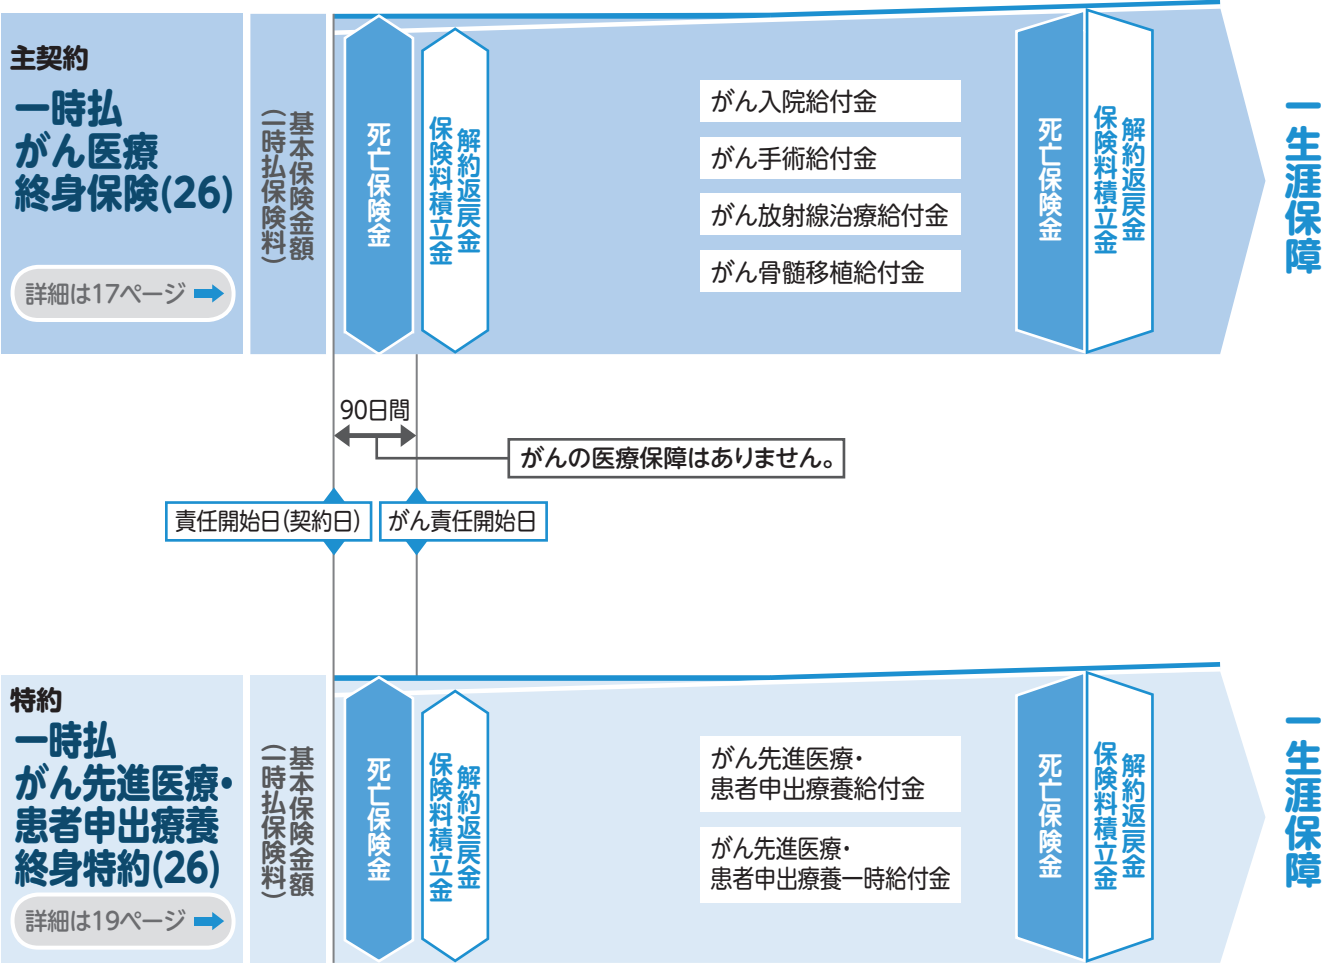 主契約
一時払
がん医療
終身保険(26)
詳細は17ページ
基本保険金額
(一時払保険料)
死亡保険金
解約返戻金
保険料積立金
がん入院給付金
がん手術給付金
がん放射線治療給付金
がん骨髄移植給付金
死亡保険金
解約返戻金
保険料積立金
一生涯保障
90日間
がんの医療保障はありません。
責任開始日(契約日)
がん責任開始日
特約
一時払
がん先進医療・
患者申出療養
終身特約(26)
詳細は19ページ
基本保険金額
(一時払保険料)
死亡保険金
解約返戻金
保険料積立金
がん先進医療・
患者申出療養給付金
がん先進医療・
患者申出療養一時給付金
死亡保険金
解約返戻金
保険料積立金
一生涯保障